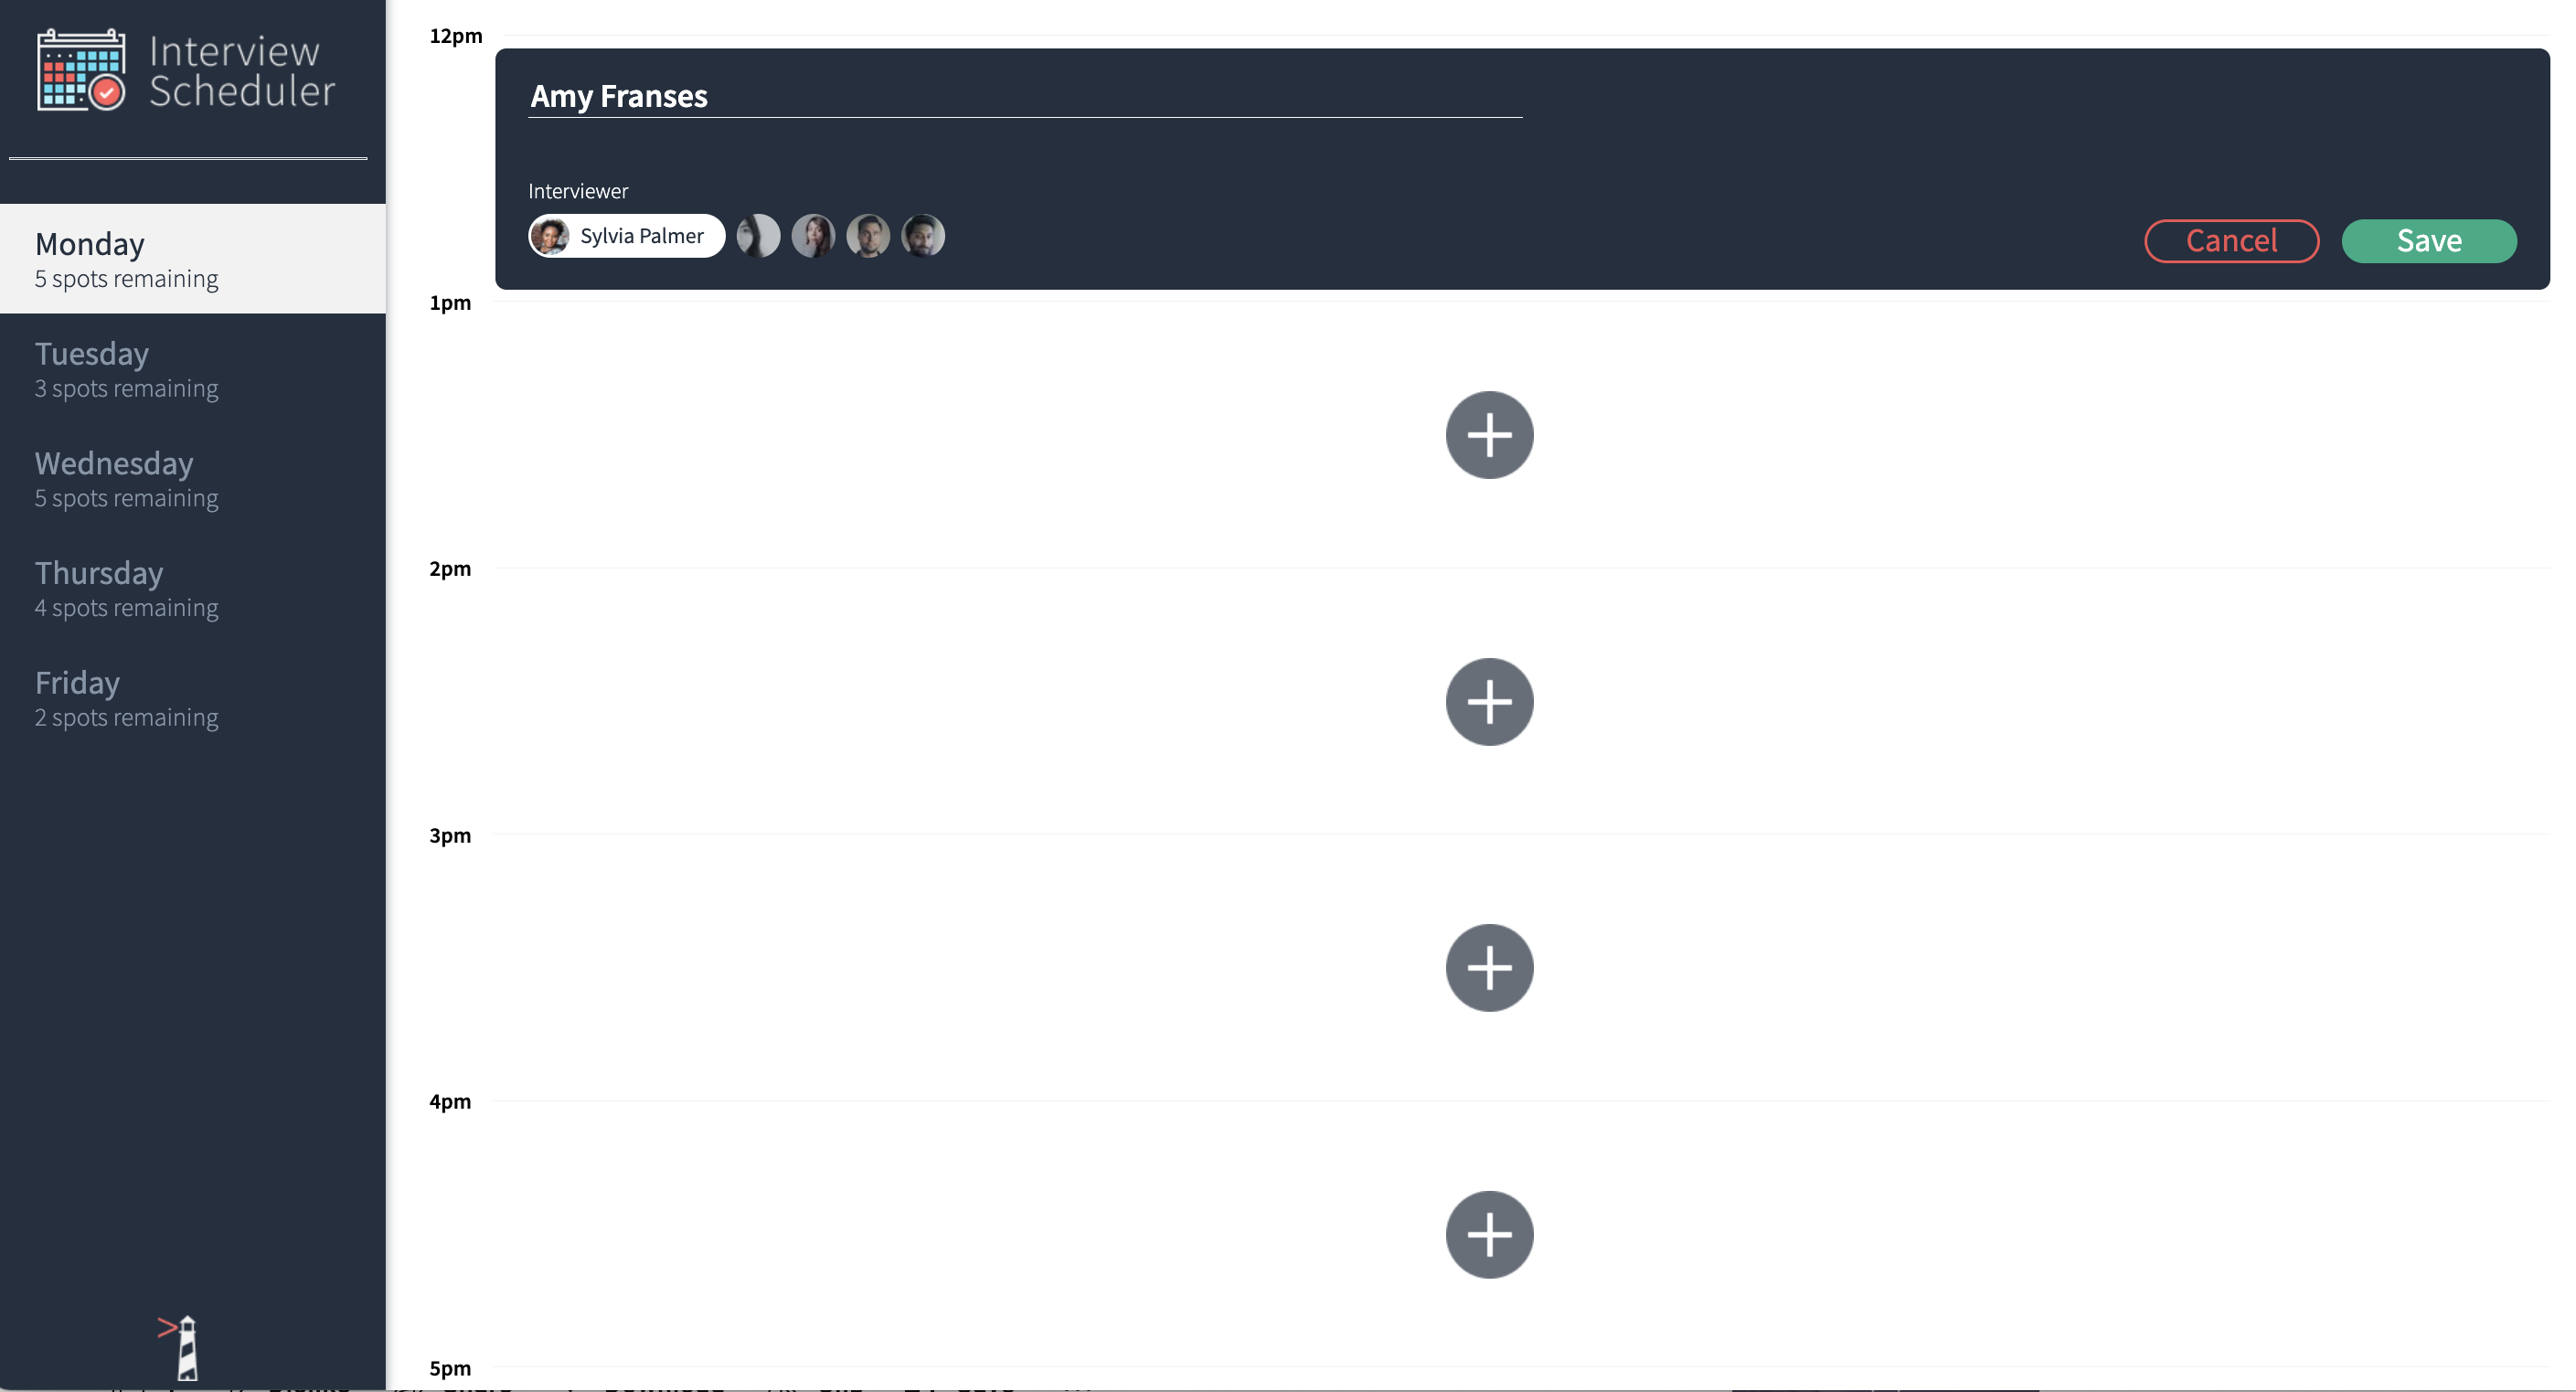 Interview
Scheduler
Monday
5 spots remaining
Tuesday
3 spots remaining
Wednesday
5 spots remaining
Thursday
4 spots remaining
Friday
2 spots remaining
12pm
Amy Franses
Interviewer
Sylvia Palmer
Cancel
Save
1pm
2pm
3pm
4pm
5pm